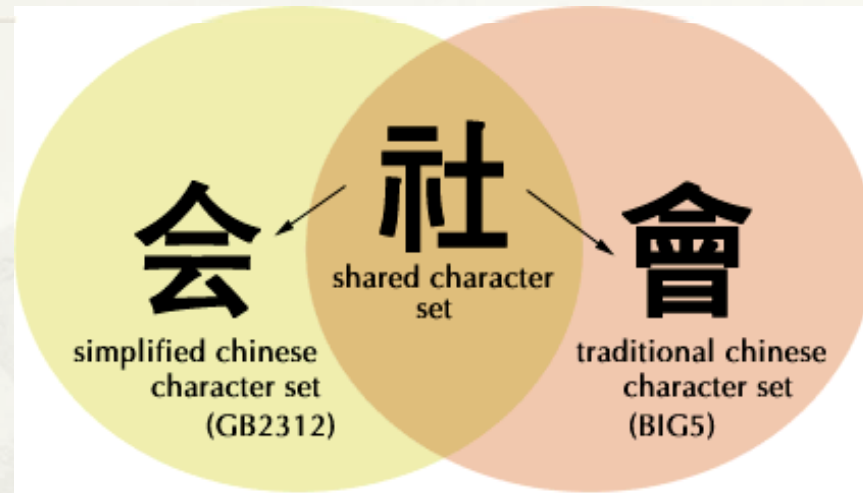 会
simplified chinese
character set
(GB2312)
社
shared character
set
會
traditional chinese
character set
(BIG5)